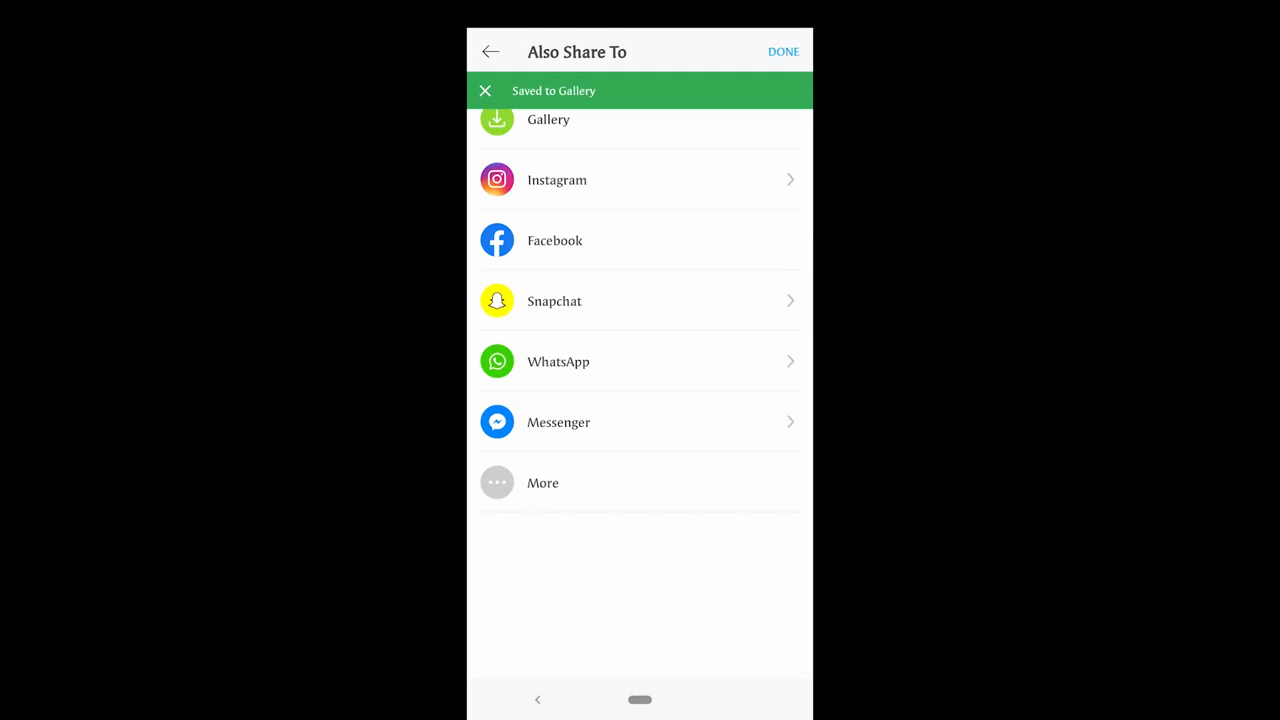 Also Share To
DONE
Saved to Gallery
Gallery
Instagram
Facebook
Snapchat
WhatsApp
Messenger
More